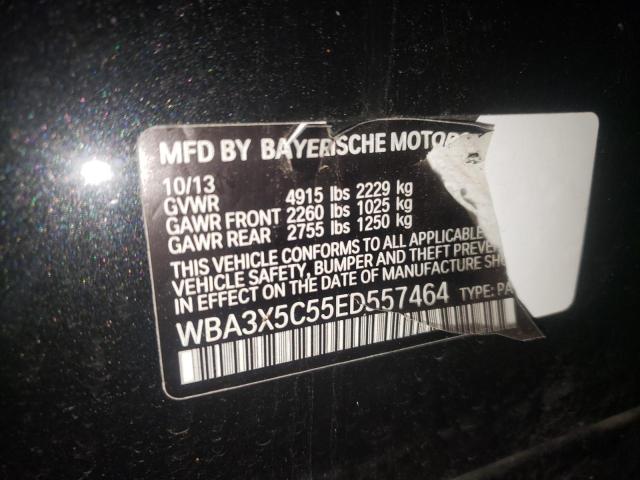 MFD BY BAYERISCHE MOTOR
10/13
GVWR 4915 lbs 2229 kg
GAWR FRONT 2260 lbs 1025 kg
GAWR REAR 2755 lbs 1250 kg
THIS VEHICLE CONFORMS TO ALL APPLICABLE
VEHICLE SAFETY, BUMPER AND THEFT PREVE
IN EFFECT ON THE DATE OF MANUFACTURE SH
WBA3X5C55ED557464 TYPE: PA